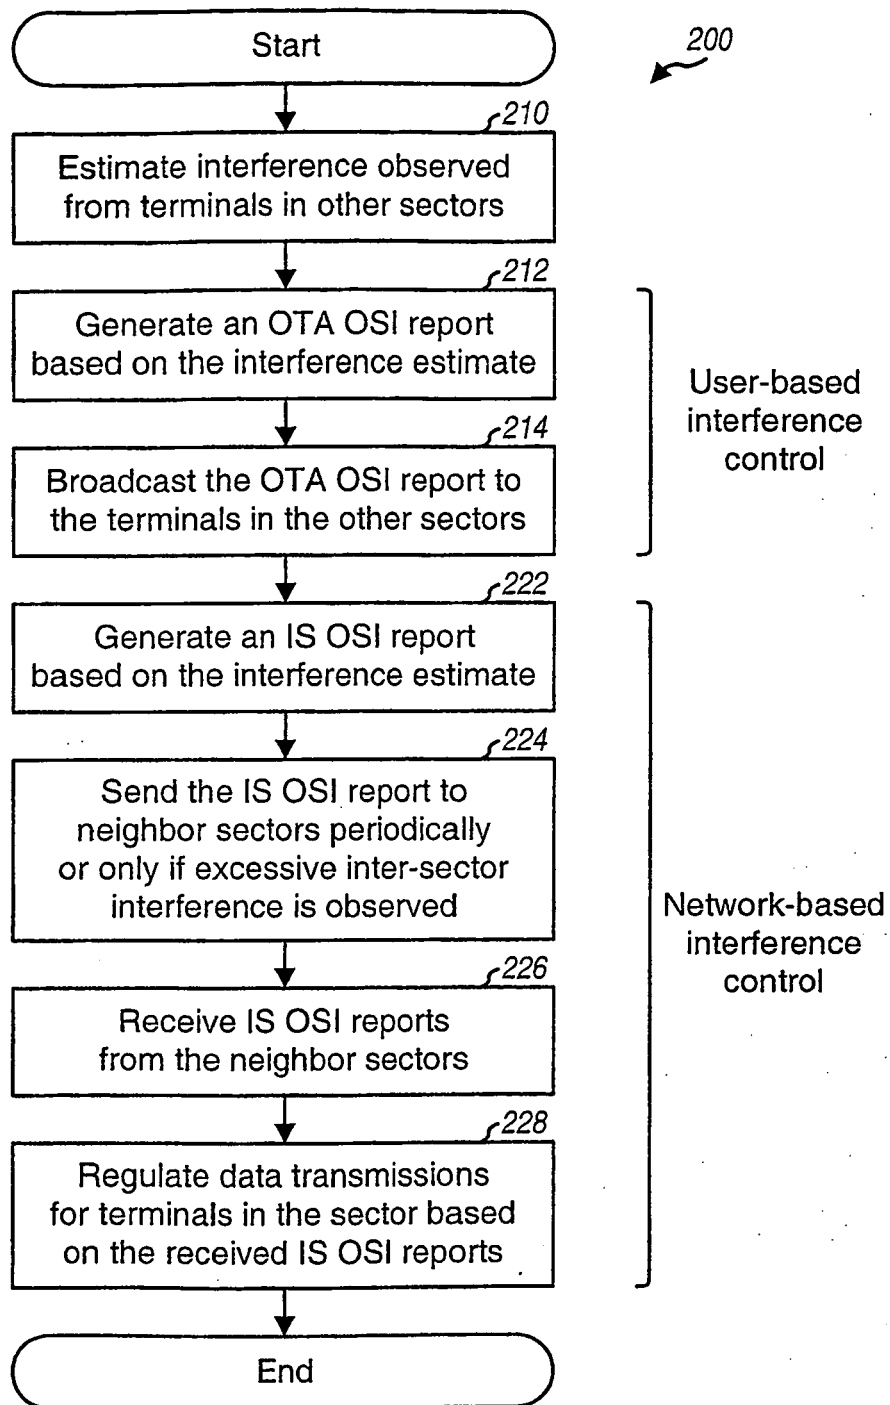 Start
200
210
Estimate interference observed
from terminals in other sectors
212
Generate an OTA OSI report
based on the interference estimate
User-based
interference
control
214
Broadcast the OTA OSI report to
the terminals in the other sectors
222
Generate an IS OSI report
based on the interference estimate
224
Send the IS OSI report to
neighbor sectors periodically
or only if excessive inter-sector
interference is observed
Network-based
interference
control
226
Receive IS OSI reports
from the neighbor sectors
228
Regulate data transmissions
for terminals in the sector based
on the received IS OSI reports
End